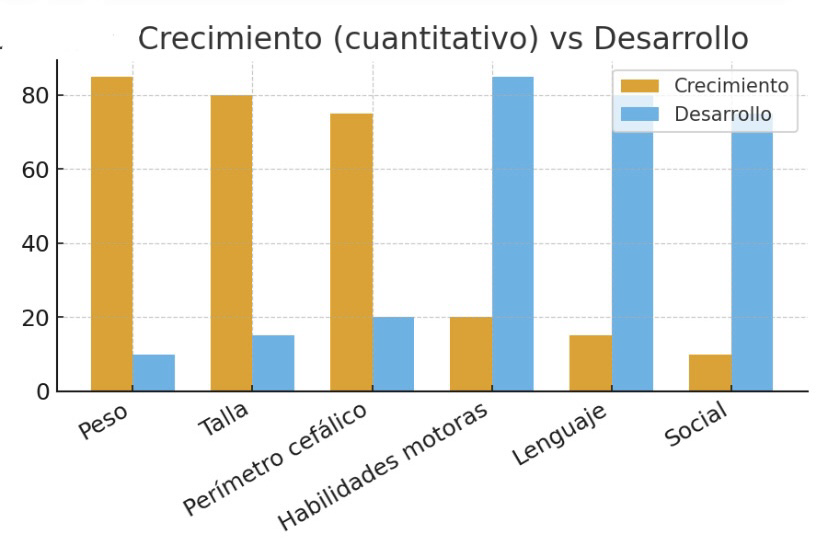 Crecimiento (cuantitativo) vs Desarrollo
Crecimiento
Desarrollo
80
60
40
20
0
Peso
Talla
Perímetro cefálico
Habilidades motoras
Lenguaje
Social